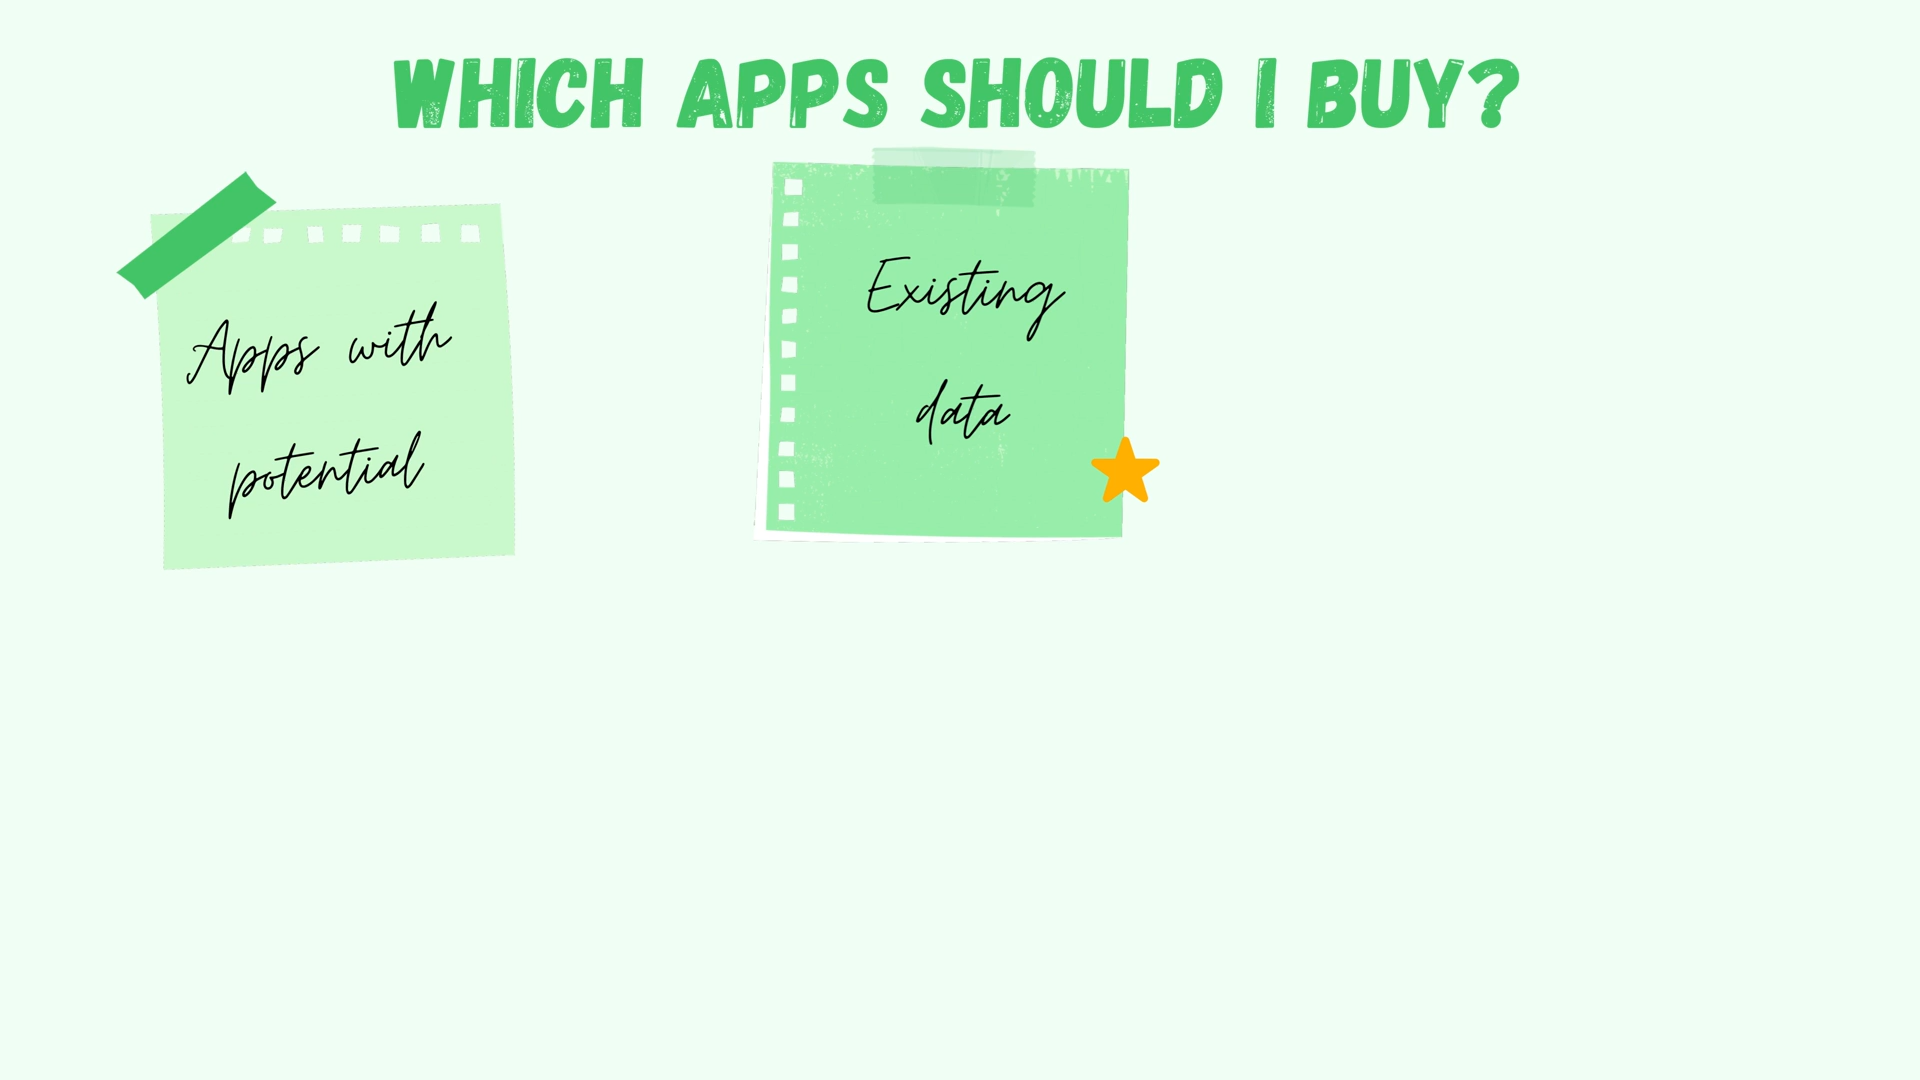 WHICH APPS SHOULD I BUY?
Apps with
potential
Existing
data